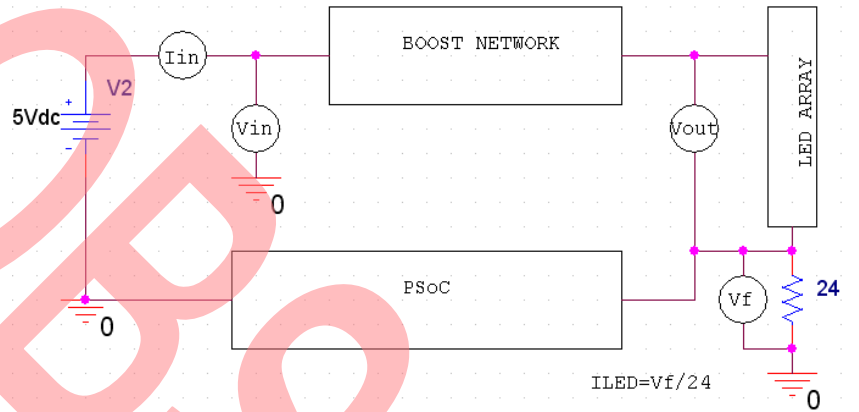 BOOST NETWORK
Iin
V2
5Vdc
+
-
Vin
Vout
LED ARRAY
0
PSoC
Vf
24
0
ILED=Vf/24
0